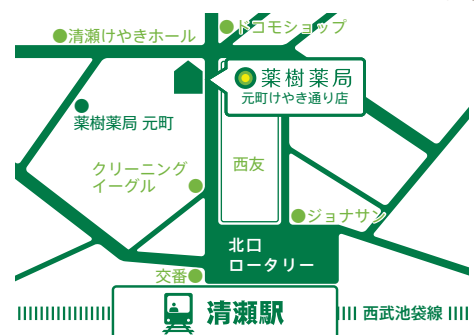 ドコモショップ
清瀬けやきホール
薬樹薬局
元町けやき通り店
薬樹薬局 元町
クリーニング
イーグル
西友
ジョナサン
北口
ロータリー
交番
清瀬駅
西武池袋線